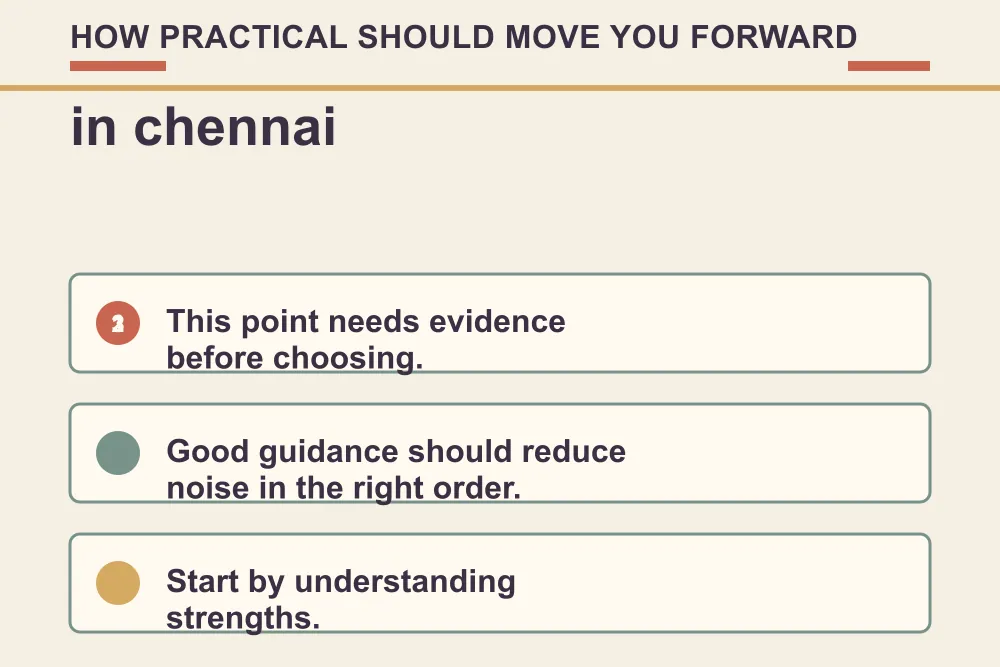 HOW PRACTICAL SHOULD MOVE YOU FORWARD
in chennai
This point needs evidence
before choosing.
Good guidance should reduce
noise in the right order.
Start by understanding
strengths.